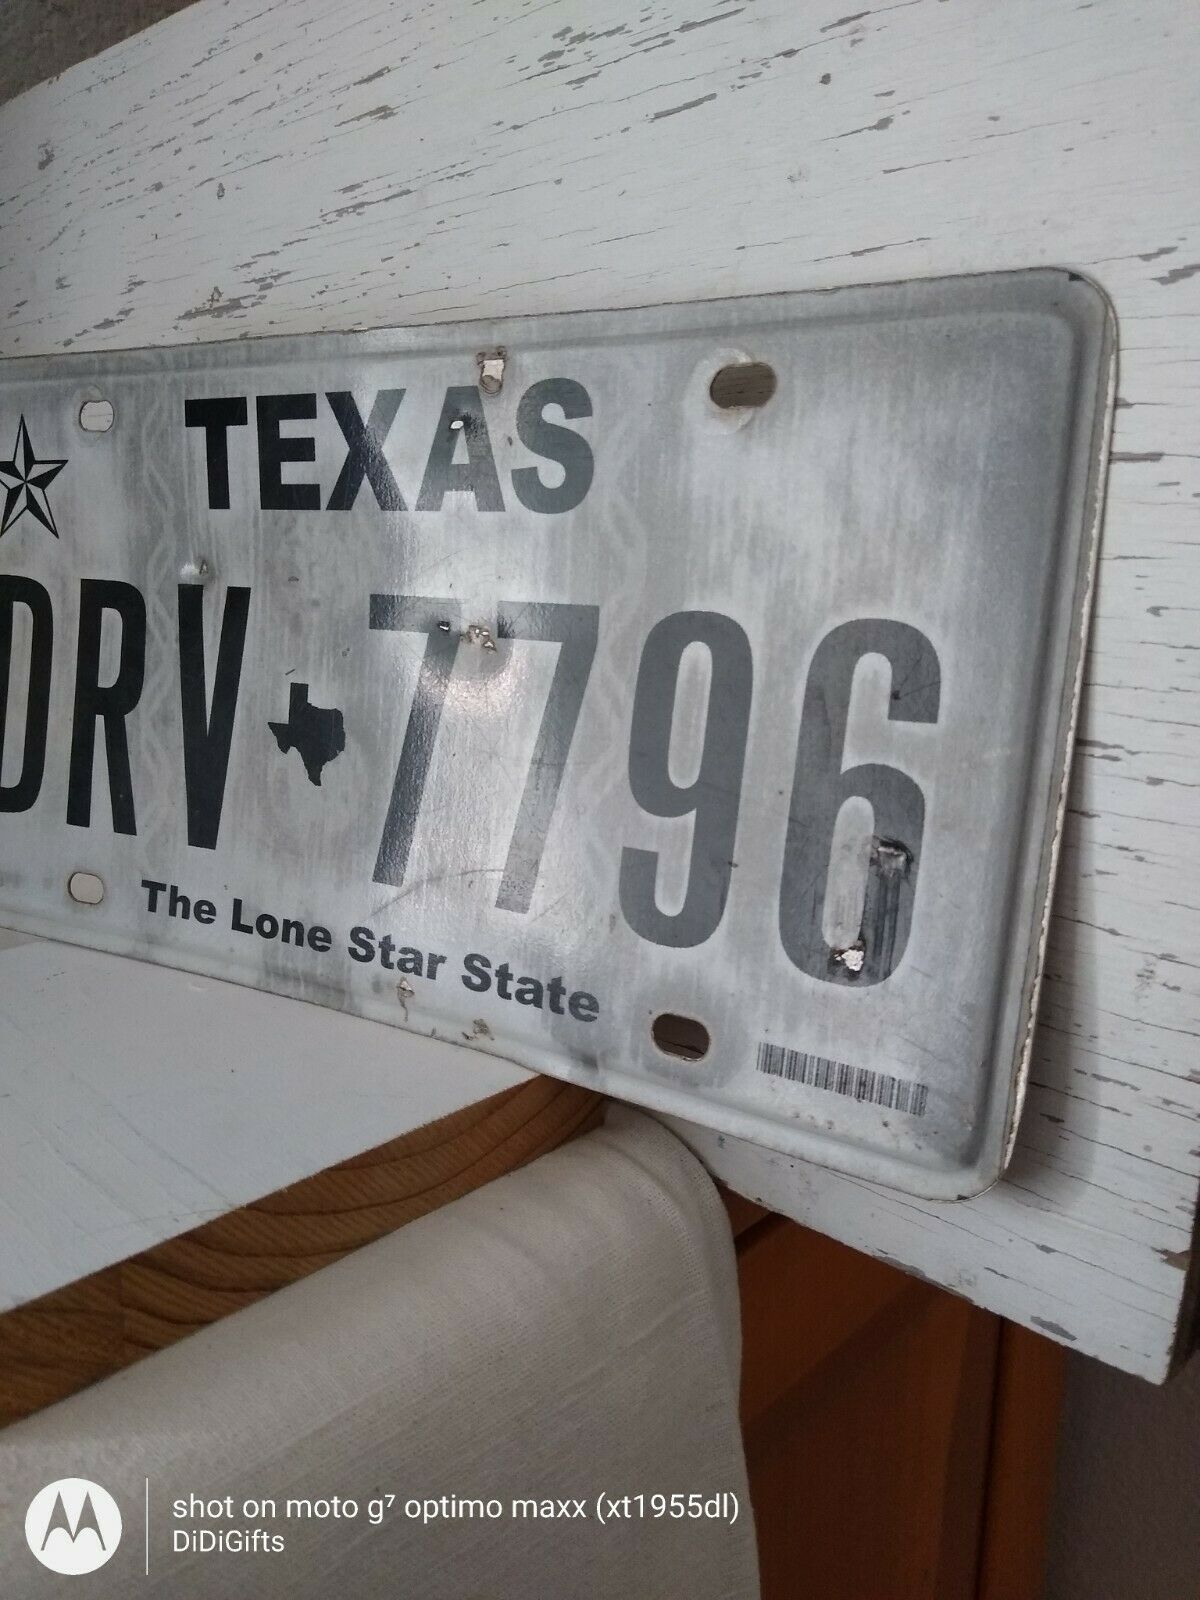 TEXAS
DRV 7796
The Lone Star State
shot on moto g⁷ optimo maxx (xt1955dl)
DiDiGifts